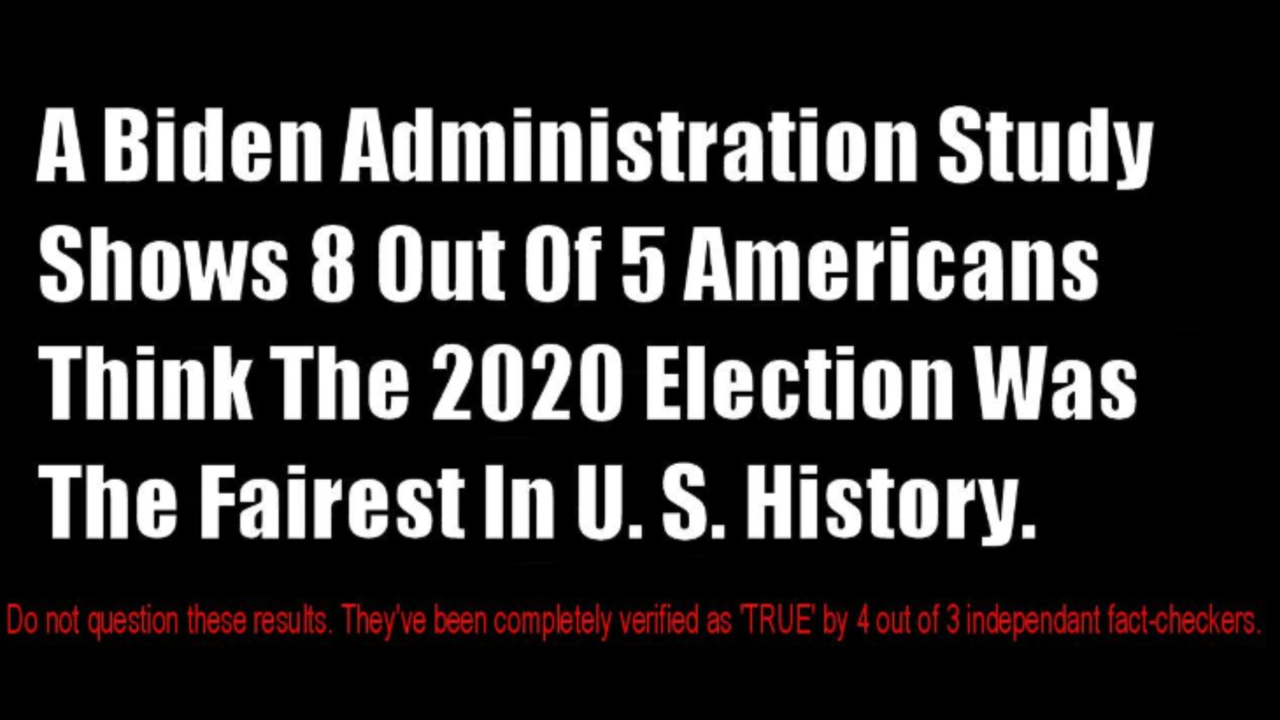 A Biden Administration Study
Shows 8 Out Of 5 Americans
Think The 2020 Election Was
The Fairest In U. S. History.
Do not question these results. They've been completely verified as 'TRUE' by 4 out of 3 independant fact-checkers.